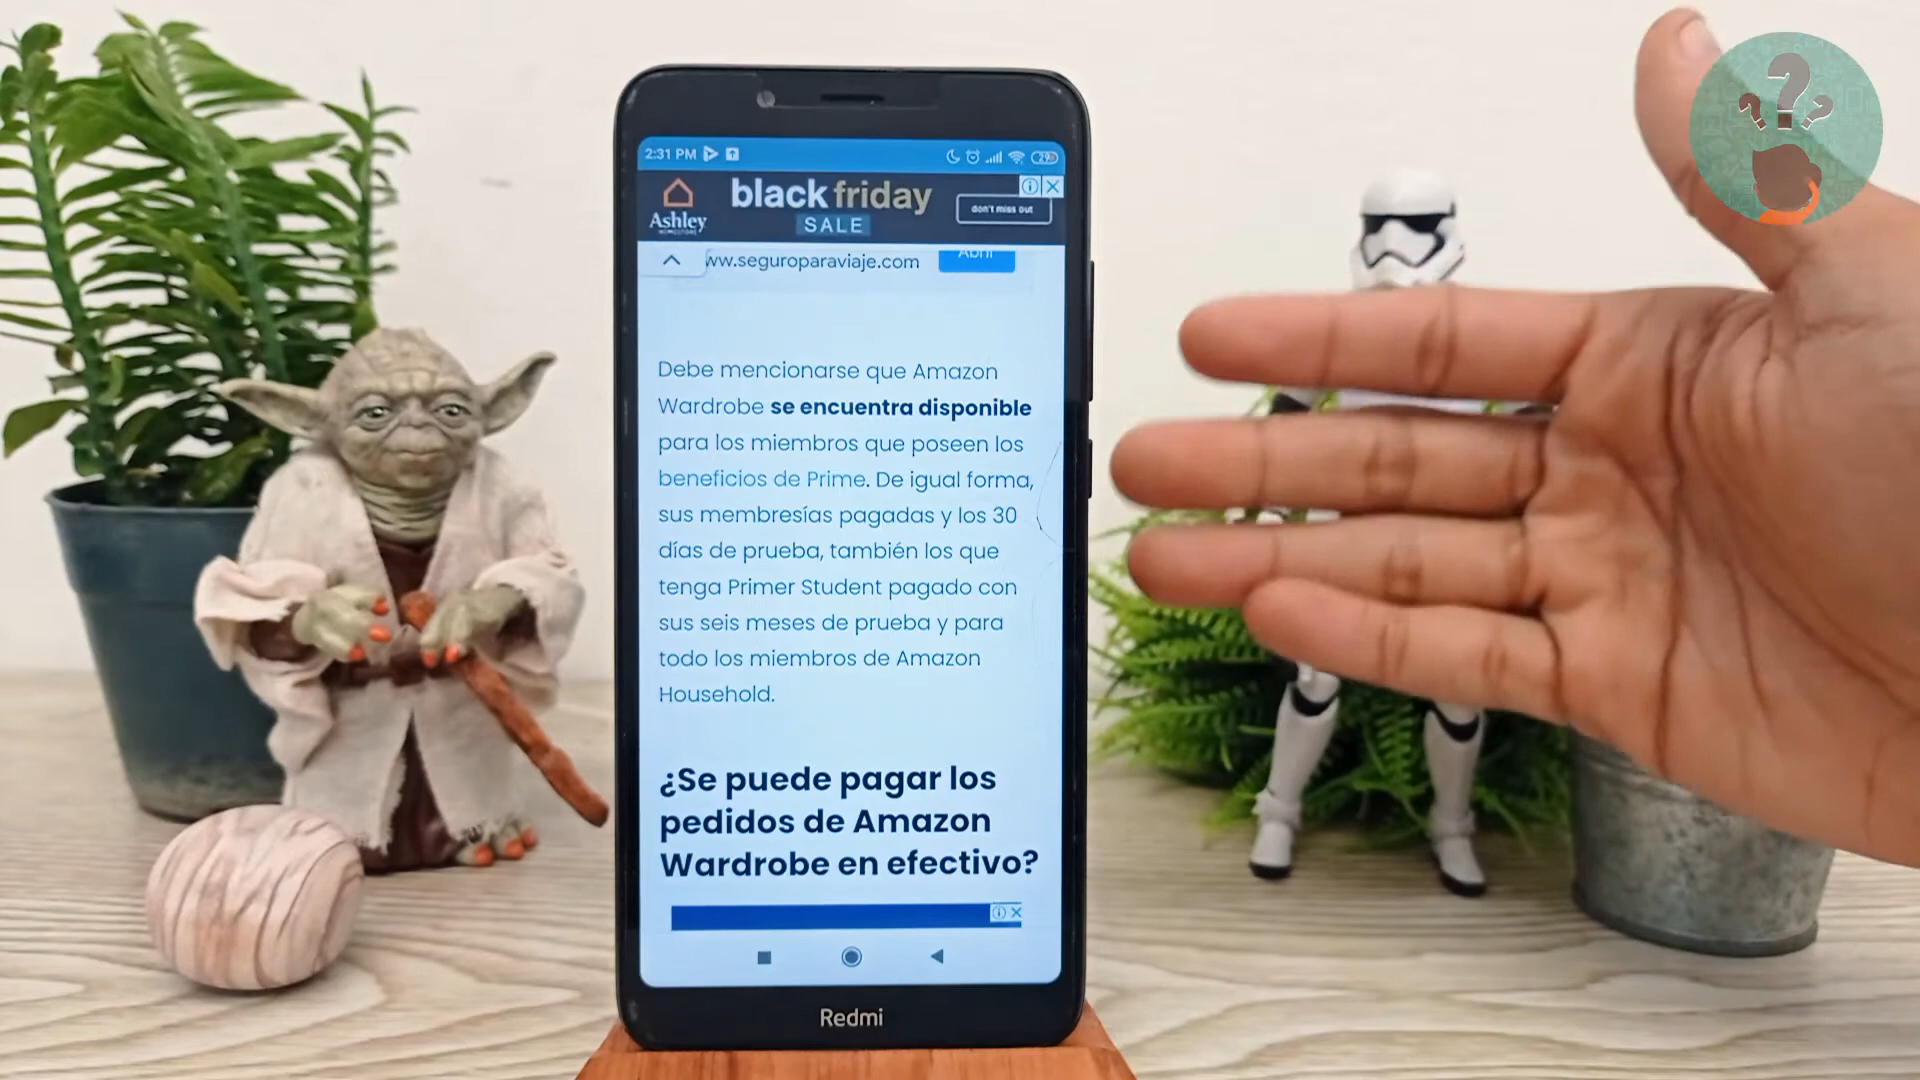 2:31 PM
29
black friday
SALE
Ashley
HOMESTORE
don't miss out
ww.seguroparaviaje.com
Abrir
Debe mencionarse que Amazon
Wardrobe se encuentra disponible
para los miembros que poseen los
beneficios de Prime. De igual forma,
sus membresías pagadas y los 30
días de prueba, también los que
tenga Primer Student pagado con
sus seis meses de prueba y para
todo los miembros de Amazon
Household.
¿Se puede pagar los
pedidos de Amazon
Wardrobe en efectivo?
Redmi
???